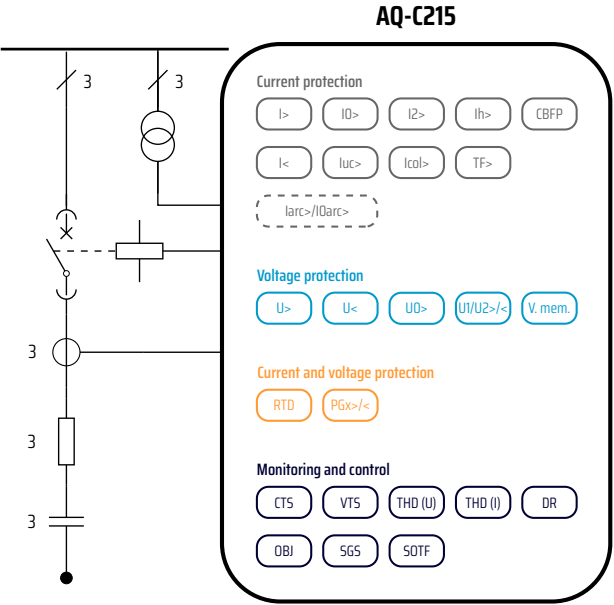 AQ-C215
3 3
Current protection
I> I0> I2> Ih> CBFP
I< Iuc> Icol> TF>
Iarc>/I0arc>
Voltage protection
U> U< U0> U1/U2>/< V. mem.
3
Current and voltage protection
RTD PGx>/<
3
Monitoring and control
CTS VTS THD (U) THD (I) DR
3
OBJ SGS SOTF